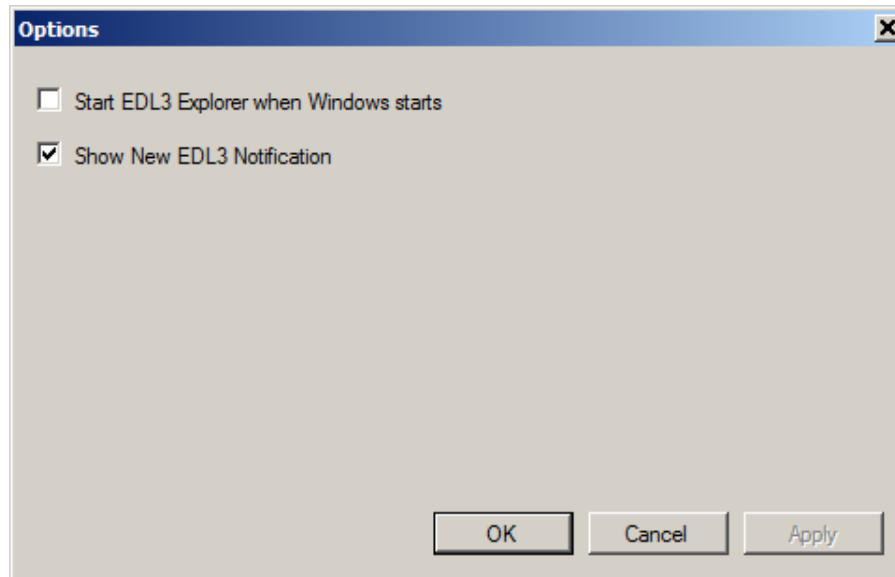 Options
Start EDL3 Explorer when Windows starts
Show New EDL3 Notification
OK Cancel Apply